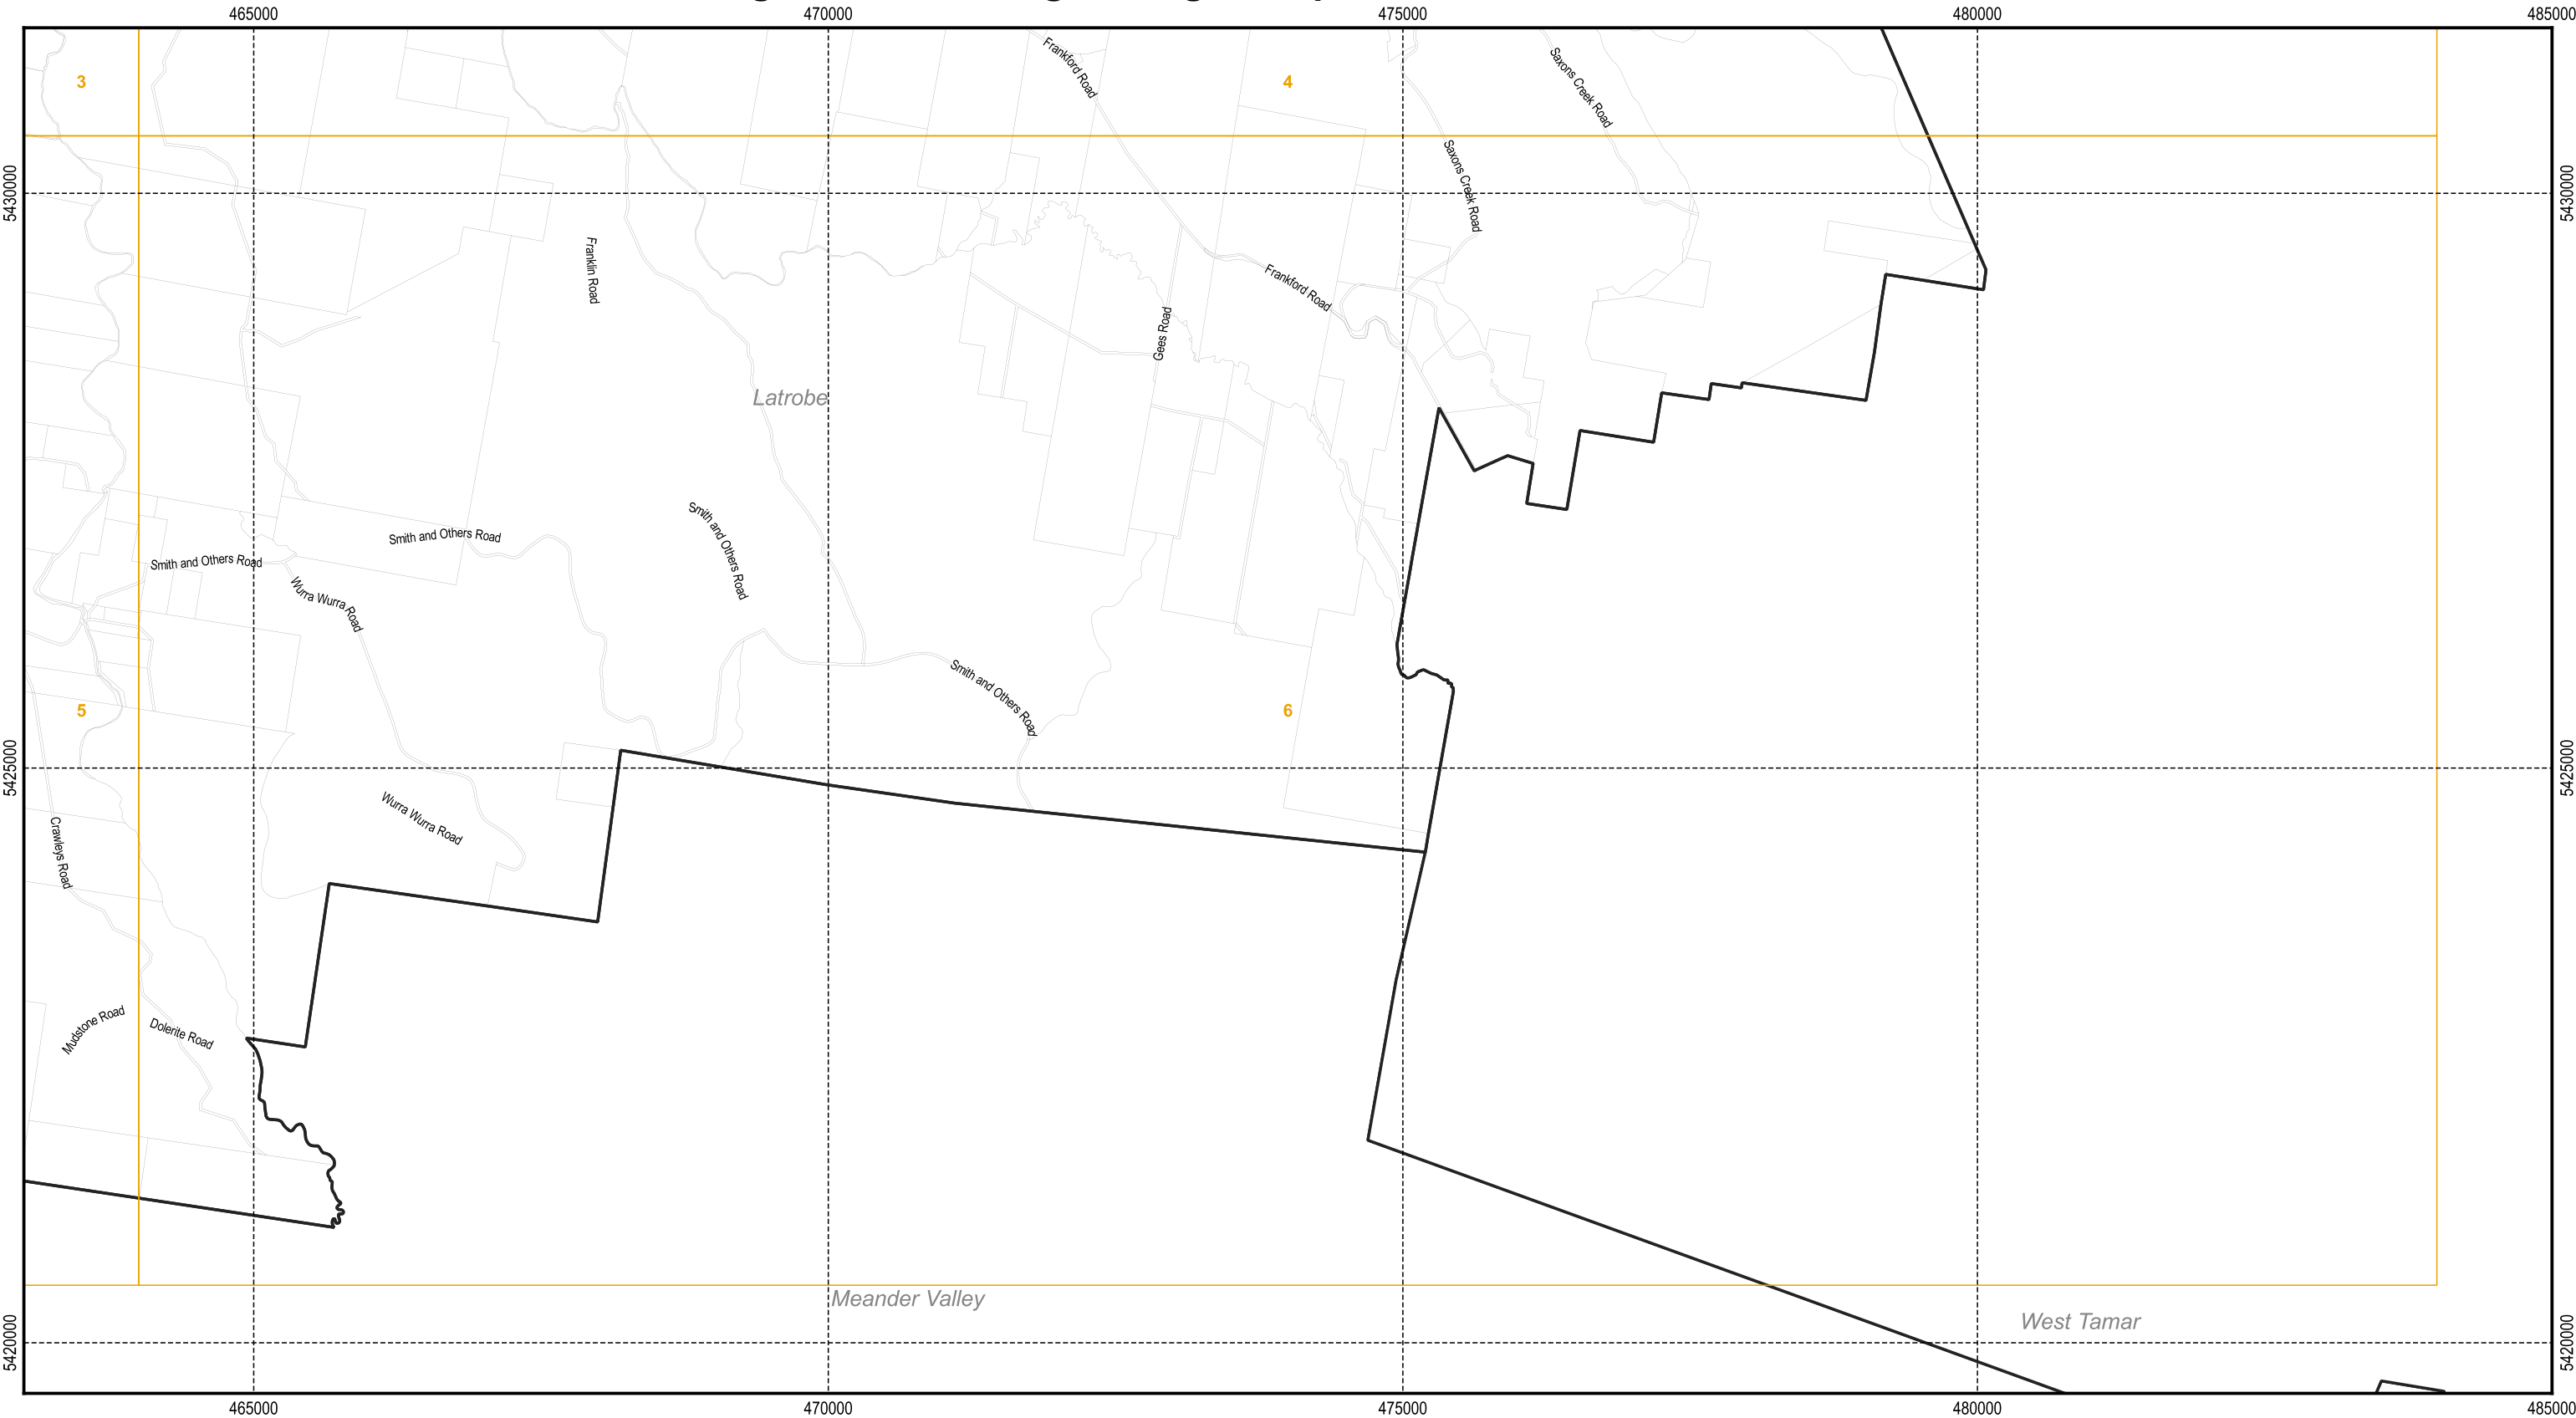 465000 470000 475000 480000 485000
3
4
Frankford Road
Saxons Creek Road
Saxons Creek Road
5430000
5430000
Franklin Road
Frankford Road
Gees Road
Latrobe
Smith and Others Road
Smith and Others Road
Smith and Others Road
Wurra Wurra Road
Smith and Others Road
5
6
5425000
5425000
Wurra Wurra Road
Crawleys Road
Mudstone Road
Dolerite Road
Meander Valley
West Tamar
5420000
5420000
465000 470000 475000 480000 485000